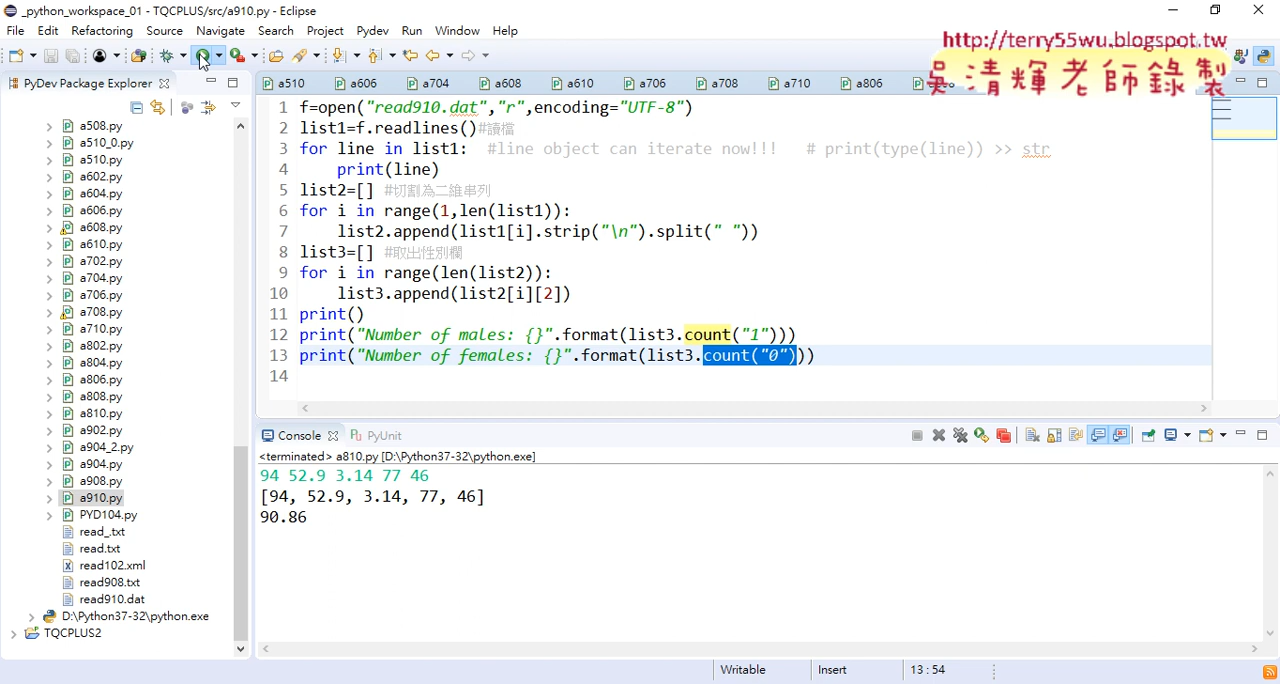 _python_workspace_01 - TQCPLUS/src/a910.py - Eclipse
File Edit Refactoring Source Navigate Search Project Pydev Run Window Help
http://terry55wu.blogspot.tw
吳清輝老師錄製
PyDev Package Explorer
a510 a606 a704 a608 a610 a706 a708 a710 a806
a508.py
a510_0.py
a510.py
a602.py
a604.py
a606.py
a608.py
a610.py
a702.py
a704.py
a706.py
a708.py
a710.py
a802.py
a804.py
a806.py
a808.py
a810.py
a902.py
a904_2.py
a904.py
a908.py
a910.py
PYD104.py
read_.txt
read.txt
read102.xml
read908.txt
read910.dat
D:\Python37-32\python.exe
TQCPLUS2
1 f=open("read910.dat","r",encoding="UTF-8")
2 list1=f.readlines()#讀檔
3 for line in list1:  #line object can iterate now!!!   # print(type(line)) >> str
4     print(line)
5 list2=[] #切割為二維串列
6 for i in range(1,len(list1)):
7     list2.append(list1[i].strip("\n").split(" "))
8 list3=[] #取出性別欄
9 for i in range(len(list2)):
10     list3.append(list2[i][2])
11 print()
12 print("Number of males: {}".format(list3.count("1")))
13 print("Number of females: {}".format(list3.count("0")))
14
Console PyUnit
<terminated> a810.py [D:\Python37-32\python.exe]
94 52.9 3.14 77 46
[94, 52.9, 3.14, 77, 46]
90.86
Writable Insert 13 : 54